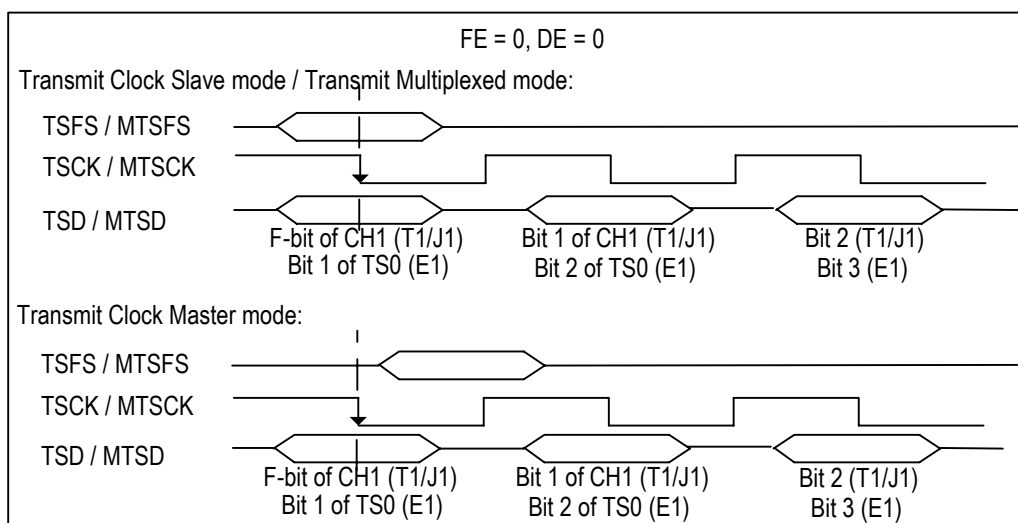 FE = 0, DE = 0
Transmit Clock Slave mode / Transmit Multiplexed mode:
TSFS / MTSFS
TSCK / MTSCK
TSD / MTSD
F-bit of CH1 (T1/J1) Bit 1 of CH1 (T1/J1) Bit 2 (T1/J1)
Bit 1 of TS0 (E1) Bit 2 of TS0 (E1) Bit 3 (E1)
Transmit Clock Master mode:
TSFS / MTSFS
TSCK / MTSCK
TSD / MTSD
F-bit of CH1 (T1/J1) Bit 1 of CH1 (T1/J1) Bit 2 (T1/J1)
Bit 1 of TS0 (E1) Bit 2 of TS0 (E1) Bit 3 (E1)